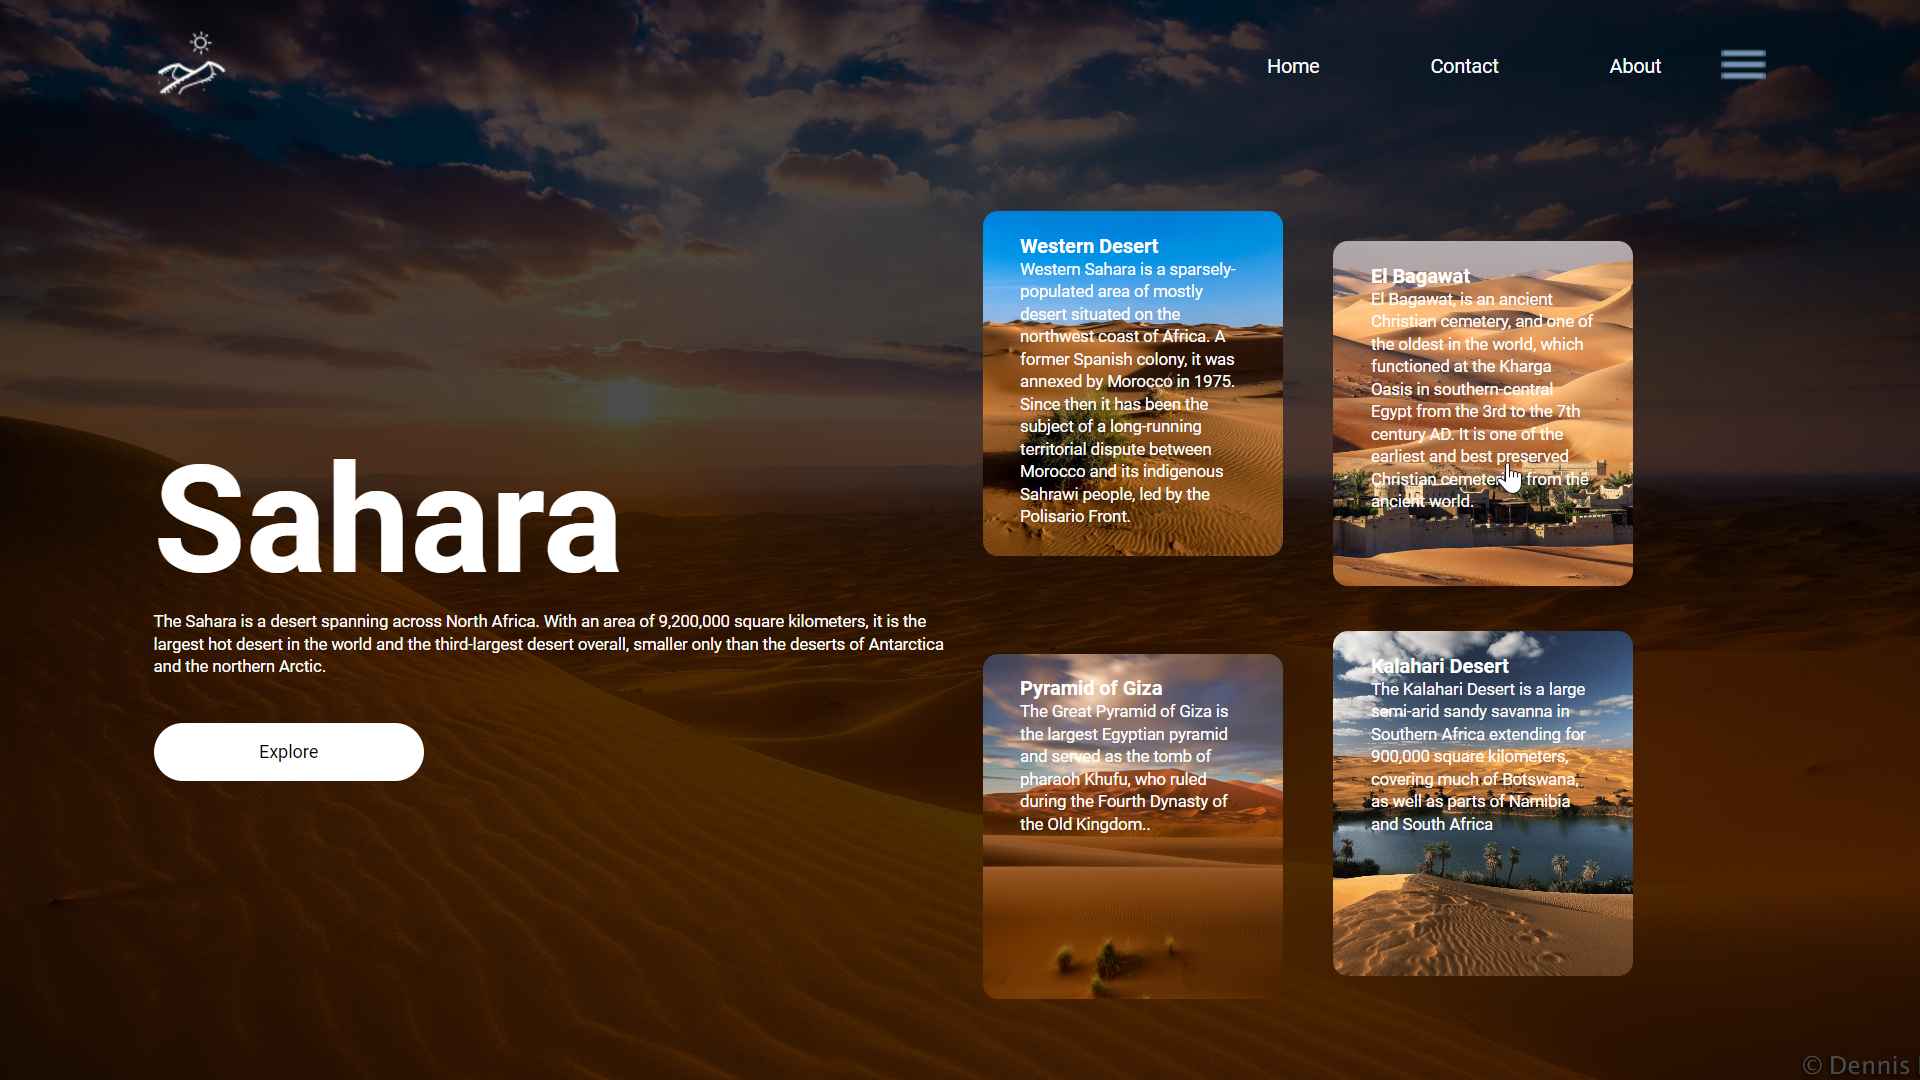 Home
Contact
About
Sahara
The Sahara is a desert spanning across North Africa. With an area of 9,200,000 square kilometers, it is the
largest hot desert in the world and the third-largest desert overall, smaller only than the deserts of Antarctica
and the northern Arctic.
Explore
Western Desert
Western Sahara is a sparsely-
populated area of mostly
desert situated on the
northwest coast of Africa. A
former Spanish colony, it was
annexed by Morocco in 1975.
Since then it has been the
subject of a long-running
territorial dispute between
Morocco and its indigenous
Sahrawi people, led by the
Polisario Front.
El Bagawat
El Bagawat, is an ancient
Christian cemetery, and one of
the oldest in the world, which
functioned at the Kharga
Oasis in southern-central
Egypt from the 3rd to the 7th
century AD. It is one of the
earliest and best preserved
Christian from the
ancient world.
Pyramid of Giza
The Great Pyramid of Giza is
the largest Egyptian pyramid
and served as the tomb of
pharaoh Khufu, who ruled
during the Fourth Dynasty of
the Old Kingdom..
Kalahari Desert
The Kalahari Desert is a large
semi-arid sandy savanna in
Southern Africa extending for
900,000 square kilometers,
covering much of Botswana,
as well as parts of Namibia
and South Africa
© Dennis